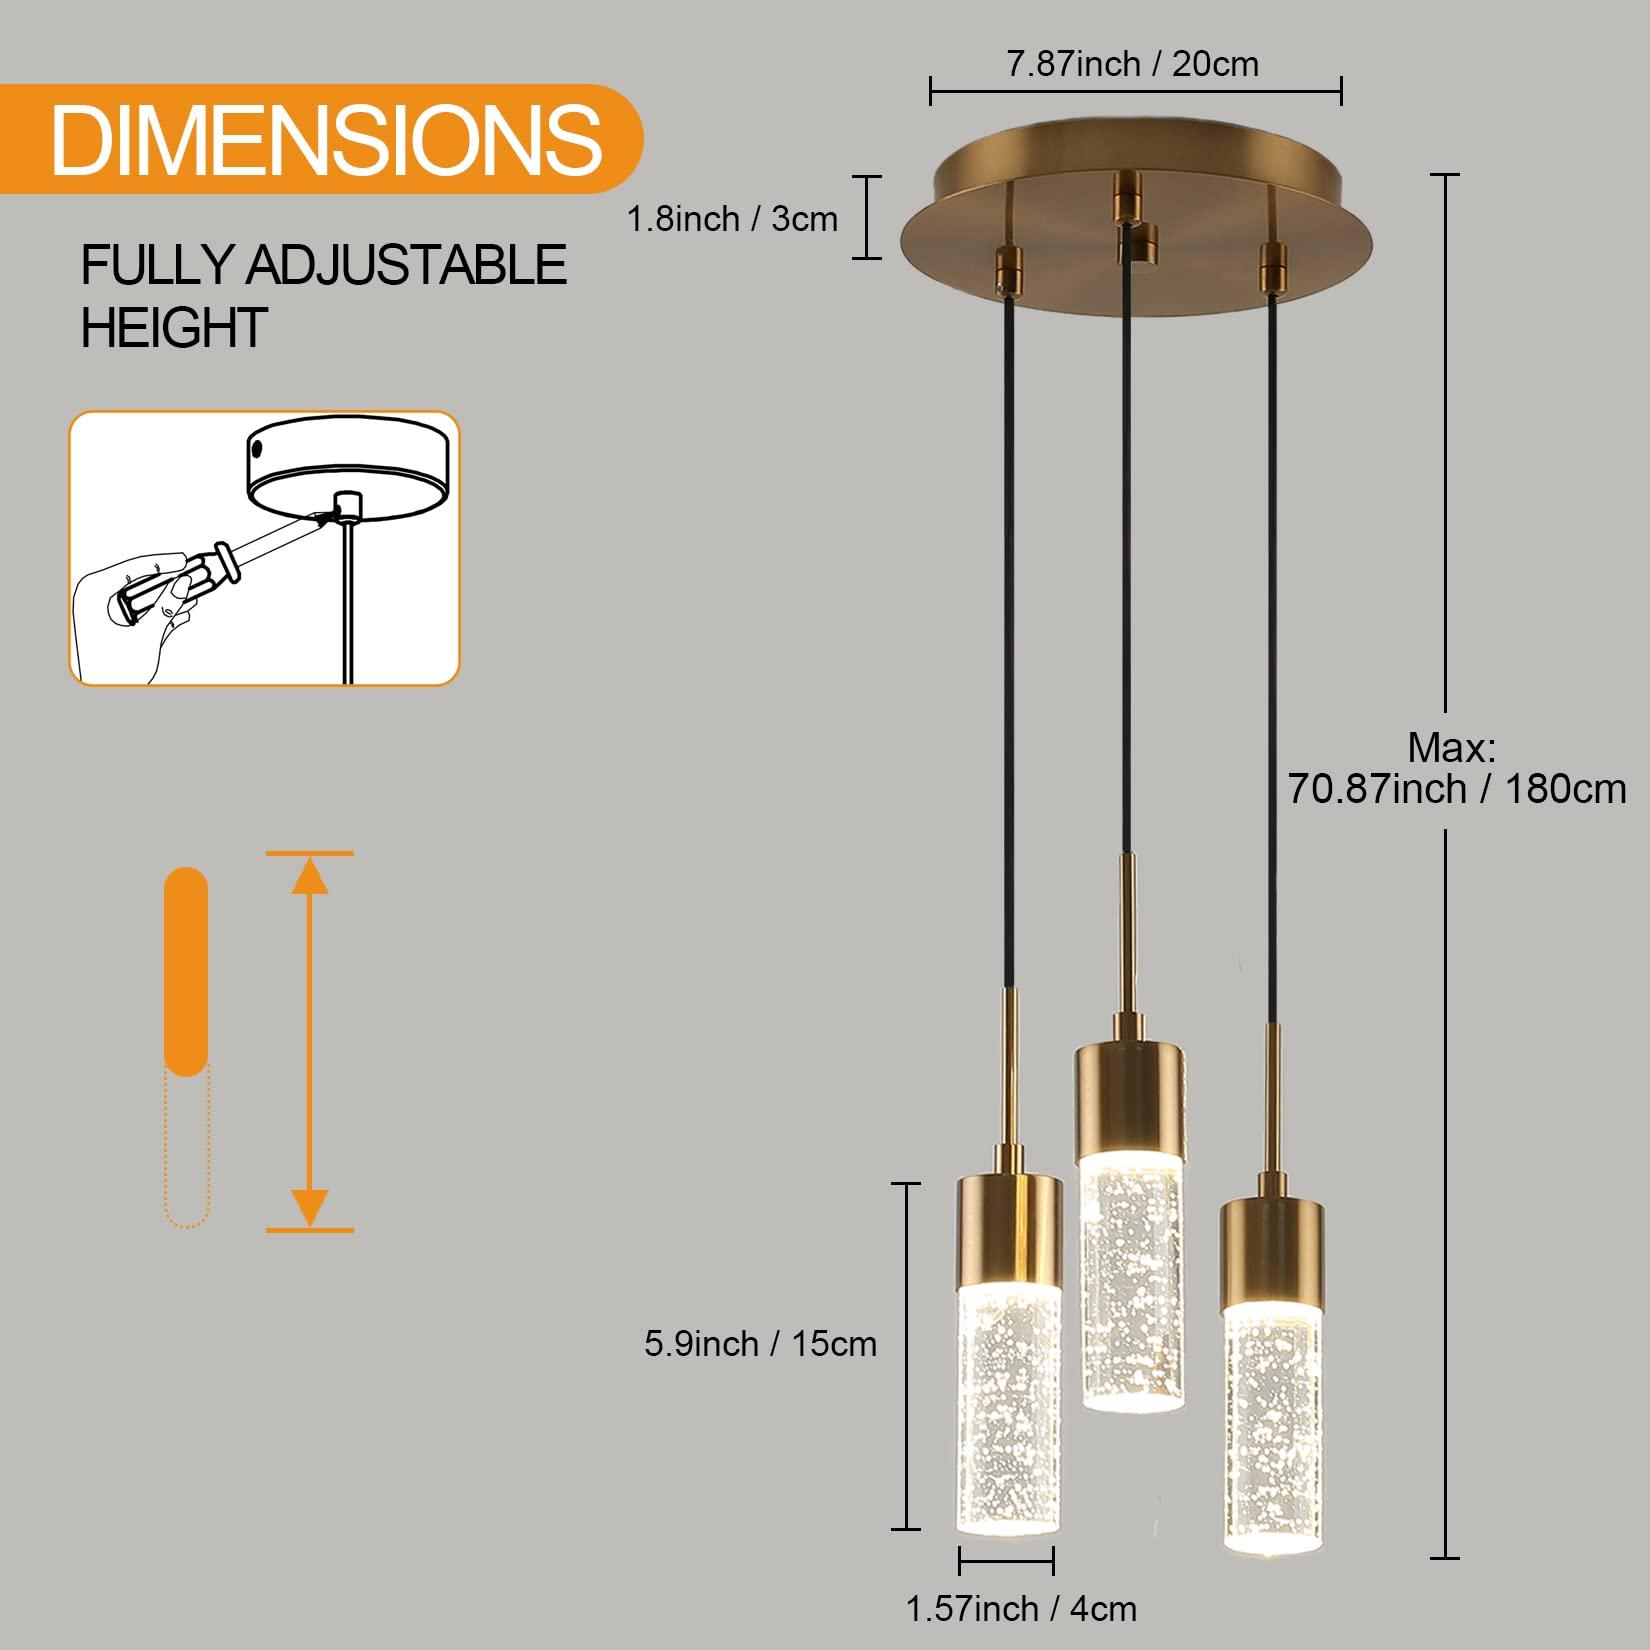 DIMENSIONS
FULLY ADJUSTABLE
HEIGHT
7.87inch / 20cm
1.8inch / 3cm
Max:
70.87inch / 180cm
5.9inch / 15cm
1.57inch / 4cm